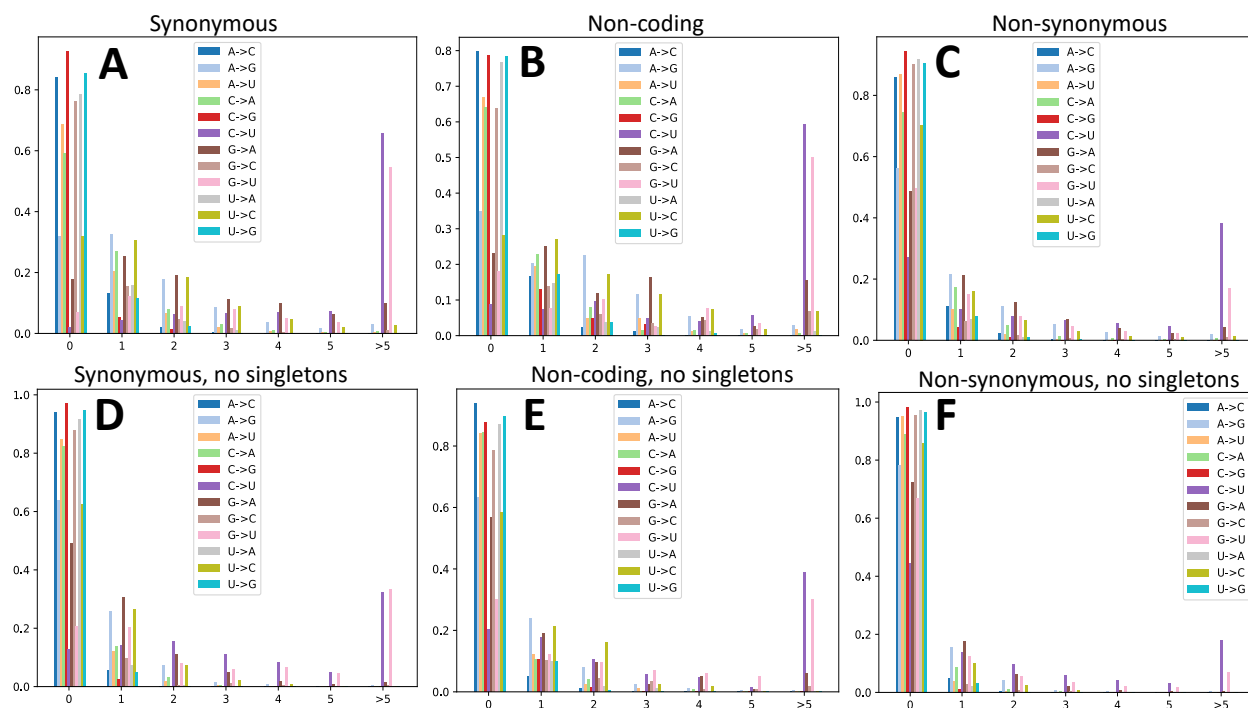 Synonymous
A
0.8
0.6
0.4
0.2
0.0
0 1 2 3 4 5 >5
A->C
A->G
A->U
C->A
C->G
C->U
G->A
G->C
G->U
U->A
U->C
U->G
Non-coding
B
0.8
0.7
0.6
0.5
0.4
0.3
0.2
0.1
0.0
0 1 2 3 4 5 >5
A->C
A->G
A->U
C->A
C->G
C->U
G->A
G->C
G->U
U->A
U->C
U->G
Non-synonymous
C
0.8
0.6
0.4
0.2
0.0
0 1 2 3 4 5 >5
A->C
A->G
A->U
C->A
C->G
C->U
G->A
G->C
G->U
U->A
U->C
U->G
Synonymous, no singletons
D
1.0
0.8
0.6
0.4
0.2
0.0
0 1 2 3 4 5 >5
A->C
A->G
A->U
C->A
C->G
C->U
G->A
G->C
G->U
U->A
U->C
U->G
Non-coding, no singletons
E
0.8
0.6
0.4
0.2
0.0
0 1 2 3 4 5 >5
A->C
A->G
A->U
C->A
C->G
C->U
G->A
G->C
G->U
U->A
U->C
U->G
Non-synonymous, no singletons
F
1.0
0.8
0.6
0.4
0.2
0.0
0 1 2 3 4 5 >5
A->C
A->G
A->U
C->A
C->G
C->U
G->A
G->C
G->U
U->A
U->C
U->G